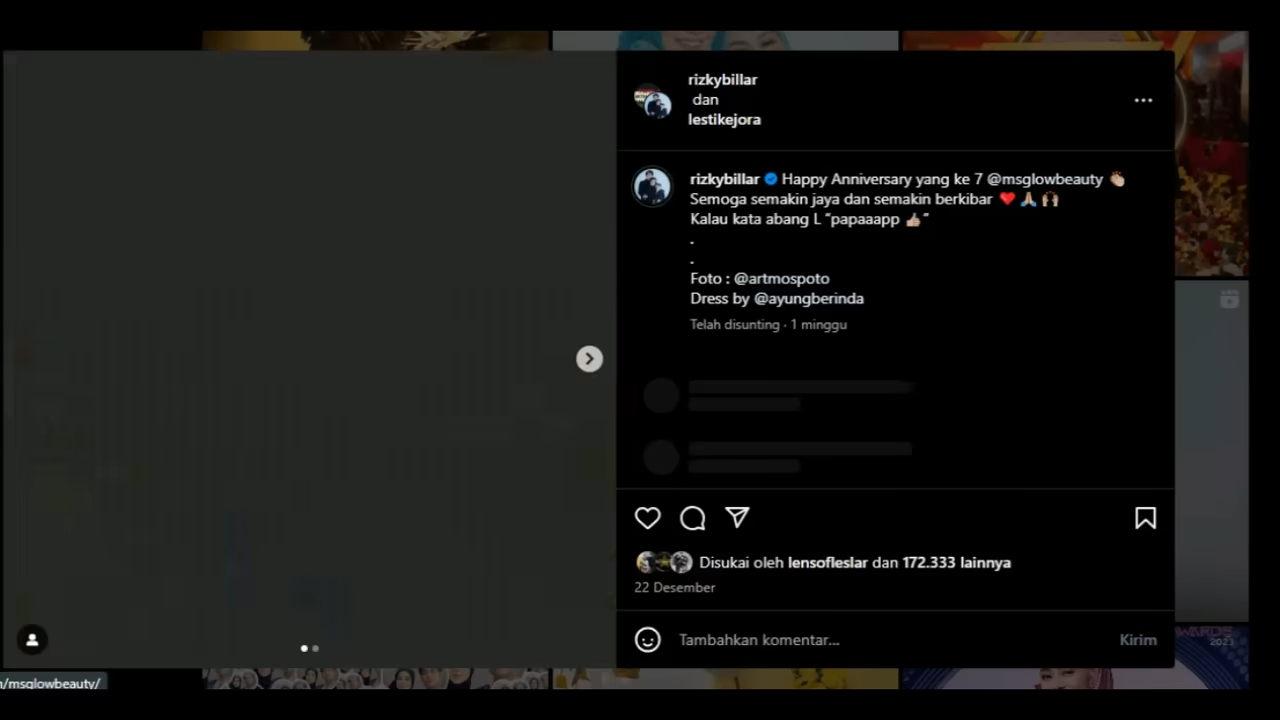 rizkybillar
dan
lestikejora
rizkybillar Happy Anniversary yang ke 7 @msglowbeauty 👏🏼
Semoga semakin jaya dan semakin berkibar ❤️🙏🏼🙌🏼
Kalau kata abang L “papaaapp 👍🏼”
.
.
Foto : @artmospoto
Dress by @ayungberinda
Telah disunting · 1 minggu
Disukai oleh lensofleslar dan 172.333 lainnya
22 Desember
Tambahkan komentar...
Kirim
WARDS
2023
/msglowbeauty/